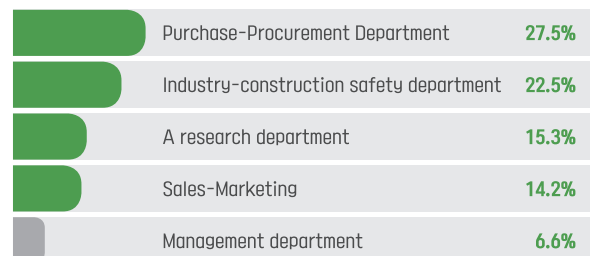 Purchase-Procurement Department 27.5%
Industry-construction safety department 22.5%
A research department 15.3%
Sales-Marketing 14.2%
Management department 6.6%